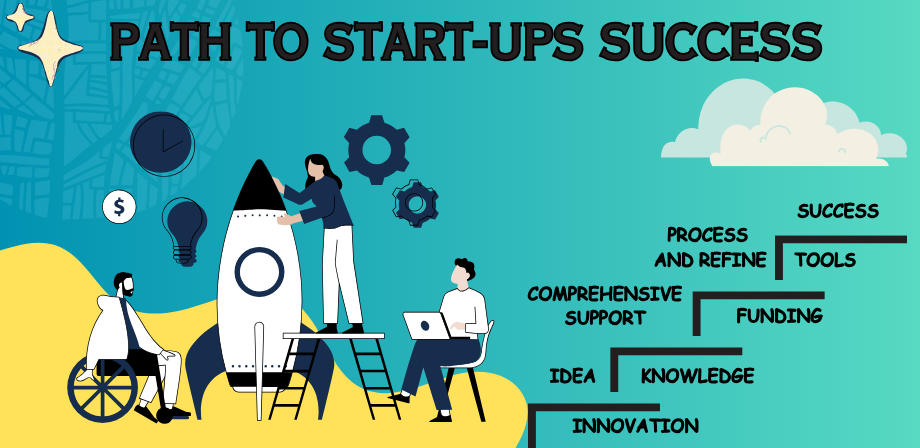 PATH TO START-UPS SUCCESS
$
SUCCESS
PROCESS
AND REFINE
TOOLS
COMPREHENSIVE
SUPPORT
FUNDING
IDEA
KNOWLEDGE
INNOVATION